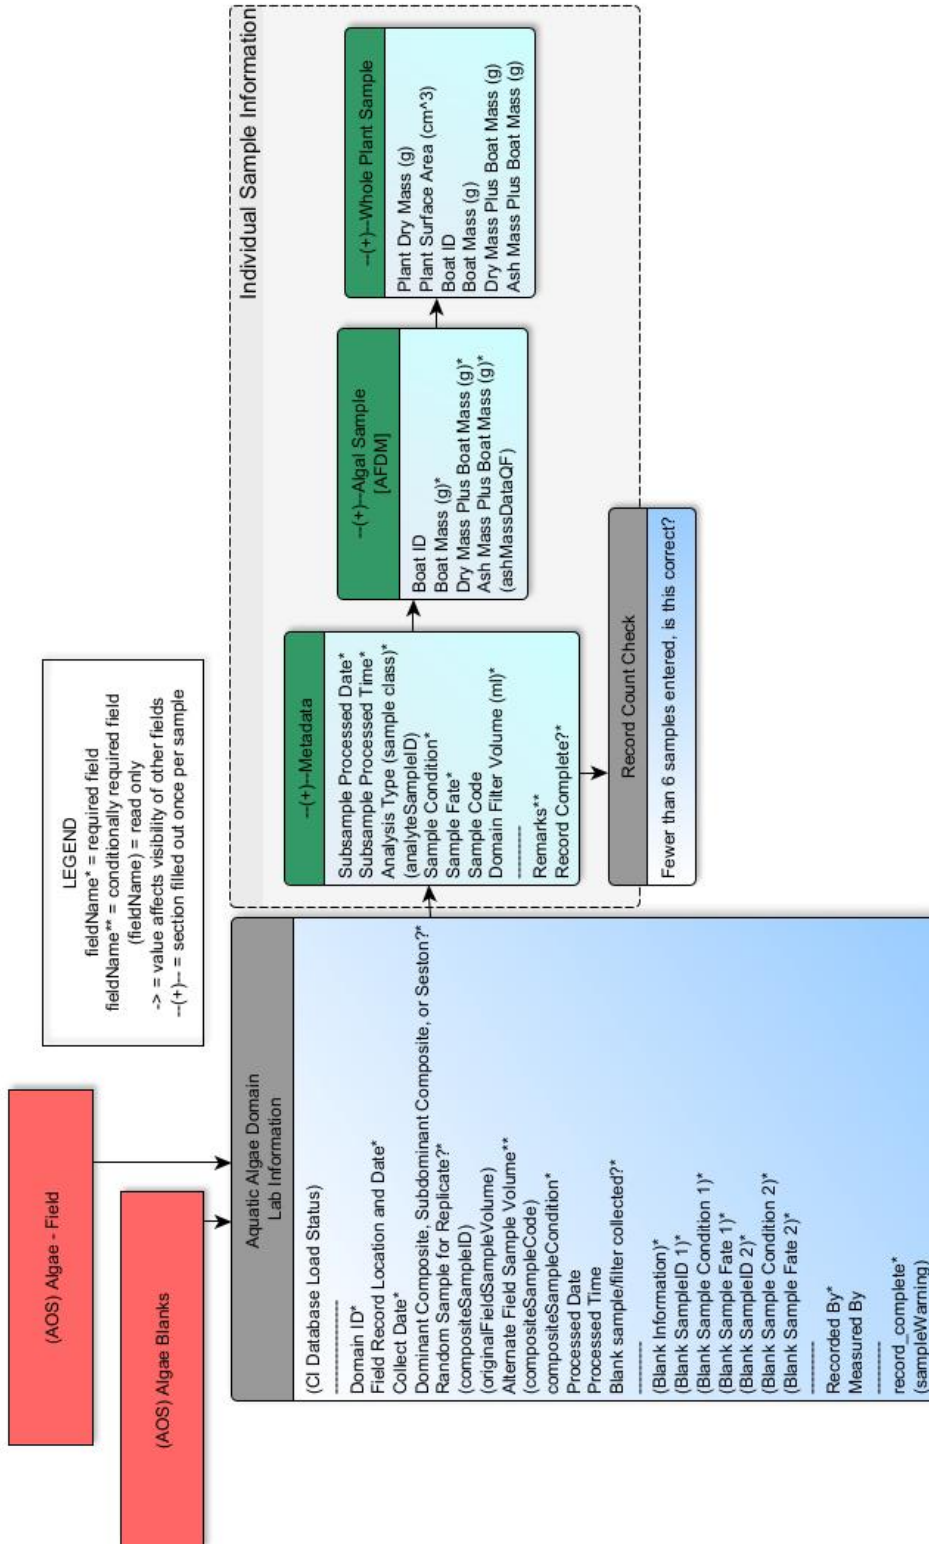 (AOS) Algae - Field
(AOS) Algae Blanks
LEGEND
fieldName* = required field
fieldName** = conditionally required field
(fieldName) = read only
-> = value affects visibility of other fields
--(+)-- = section filled out once per sample
Aquatic Algae Domain
Lab Information
(CI Database Load Status)
----------------
Domain ID*
Field Record Location and Date*
Collect Date*
Dominant Composite, Subdominant Composite, or Seston?*
Random Sample for Replicate?*
(compositeSampleID)
(originalFieldSampleVolume)
Alternate Field Sample Volume**
(compositeSampleCode)
compositeSampleCondition*
Processed Date
Processed Time
Blank sample/filter collected?*
----------------
(Blank Information)*
(Blank SampleID 1)*
(Blank Sample Condition 1)*
(Blank Sample Fate 1)*
(Blank SampleID 2)*
(Blank Sample Condition 2)*
(Blank Sample Fate 2)*
----------------
Recorded By*
Measured By
----------------
record_complete*
(sampleWarning)
Individual Sample Information
--(+)--Metadata
Subsample Processed Date*
Subsample Processed Time*
Analysis Type (sample class)*
(analyteSampleID)
Sample Condition*
Sample Fate*
Sample Code
Domain Filter Volume (ml)*
----------------
Remarks**
Record Complete?*
--(+)--Algal Sample
[AFDM]
Boat ID
Boat Mass (g)*
Dry Mass Plus Boat Mass (g)*
Ash Mass Plus Boat Mass (g)*
(ashMassDataQF)
--(+)--Whole Plant Sample
Plant Dry Mass (g)
Plant Surface Area (cm^3)
Boat ID
Boat Mass (g)
Dry Mass Plus Boat Mass (g)
Ash Mass Plus Boat Mass (g)
Record Count Check
Fewer than 6 samples entered, is this correct?